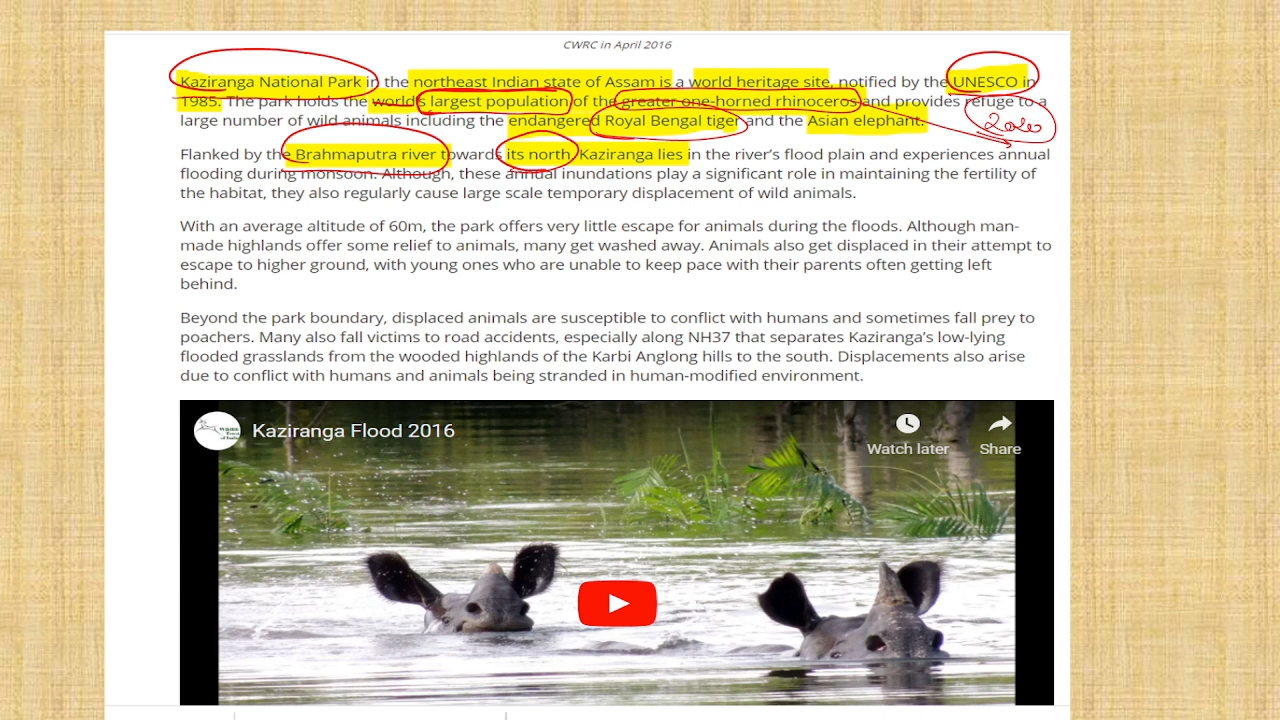 CWRC in April 2016
Kaziranga National Park in the northeast Indian state of Assam is a world heritage site, notified by the UNESCO in
1985. The park holds the world's largest population of the greater one-horned rhinoceros and provides refuge to a
large number of wild animals including the endangered Royal Bengal tiger and the Asian elephant.
Flanked by the Brahmaputra river towards its north, Kaziranga lies in the river's flood plain and experiences annual
flooding during monsoon. Although, these annual inundations play a significant role in maintaining the fertility of
the habitat, they also regularly cause large scale temporary displacement of wild animals.
With an average altitude of 60m, the park offers very little escape for animals during the floods. Although man-
made highlands offer some relief to animals, many get washed away. Animals also get displaced in their attempt to
escape to higher ground, with young ones who are unable to keep pace with their parents often getting left
behind.
Beyond the park boundary, displaced animals are susceptible to conflict with humans and sometimes fall prey to
poachers. Many also fall victims to road accidents, especially along NH37 that separates Kaziranga's low-lying
flooded grasslands from the wooded highlands of the Karbi Anglong hills to the south. Displacements also arise
due to conflict with humans and animals being stranded in human-modified environment.
Kaziranga Flood 2016
Watch later
Share